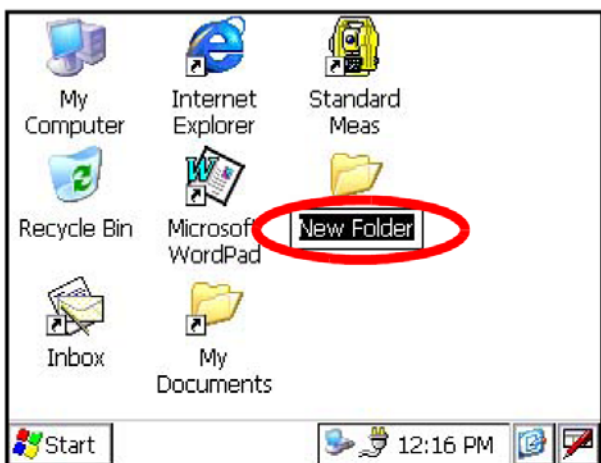 My
Computer
Internet
Explorer
Standard
Meas
Recycle Bin
Microsoft
WordPad
New Folder
Inbox
My
Documents
Start
12:16 PM